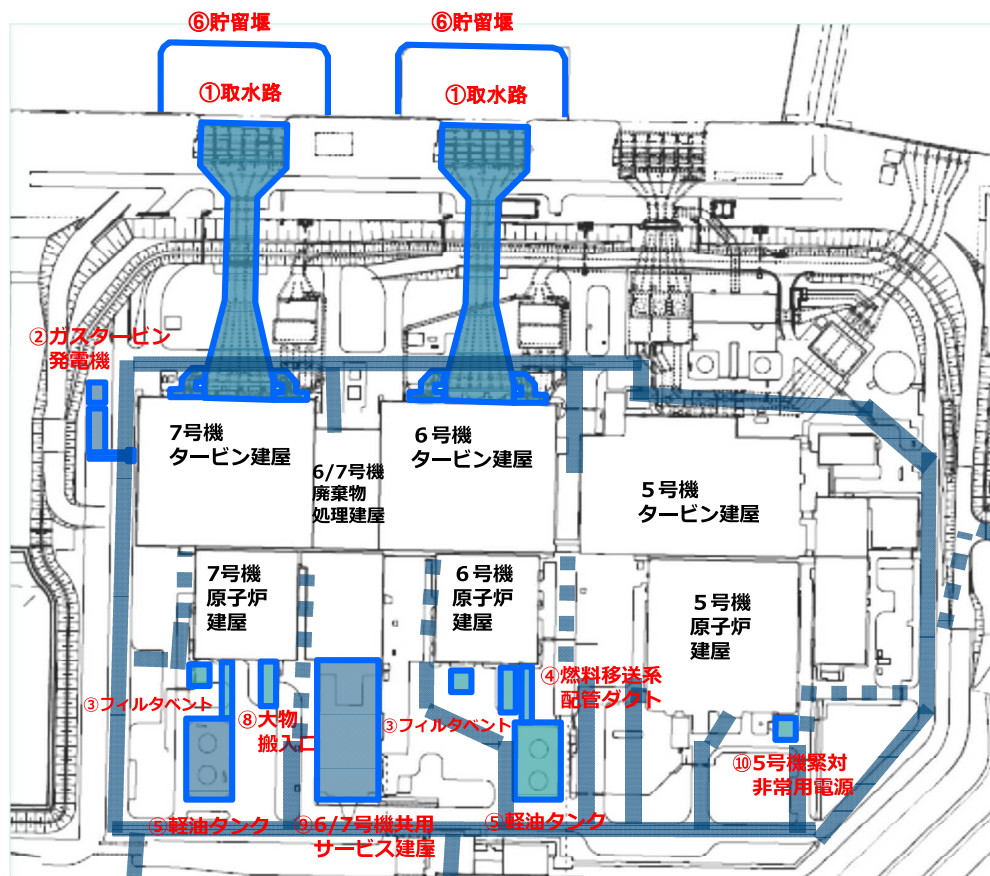 ⑥貯留堰
⑥貯留堰
①取水路
①取水路
②ガスタービン
発電機
7号機
タービン建屋
6/7号機
廃棄物
処理建屋
６号機
タービン建屋
５号機
タービン建屋
7号機
原子炉
建屋
６号機
原子炉
建屋
５号機
原子炉
建屋
③フィルタベント
⑧大物
搬入口
③フィルタベント
④燃料移送系
配管ダクト
⑩5号機緊対
非常用電源
⑤軽油タンク
⑨6/7号機共用
サービス建屋
⑤軽油タンク